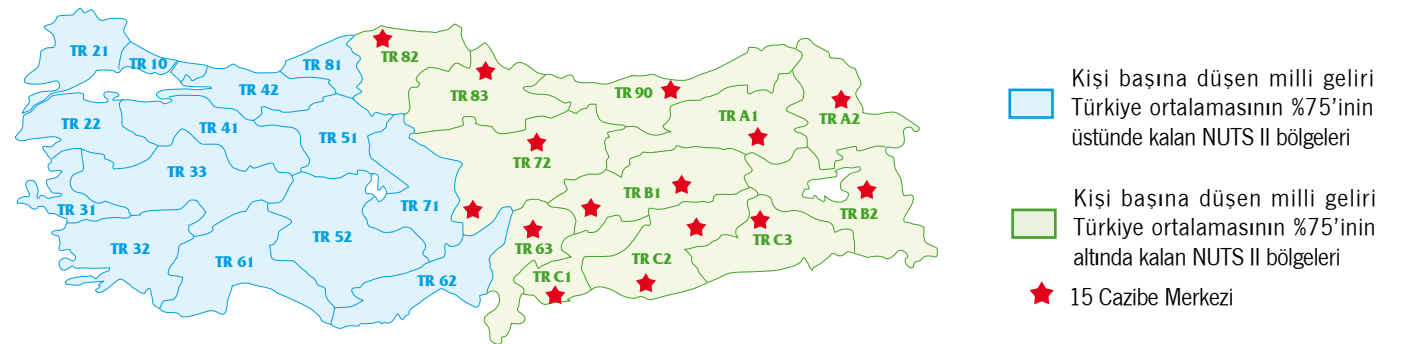 TR 21
TR 10
TR 81
TR 82
TR 42
TR 83
TR 90
TR A1
TR A2
TR 22
TR 41
TR 51
TR 72
TR 33
TR B1
TR 31
TR 71
TR B2
TR 32
TR 52
TR 63
TR C3
TR 61
TR 62
TR C1
TR C2
Kişi başına düşen milli geliri
Türkiye ortalamasının %75'inin
üstünde kalan NUTS II bölgeleri
Kişi başına düşen milli geliri
Türkiye ortalamasının %75'inin
altında kalan NUTS II bölgeleri
15 Cazibe Merkezi